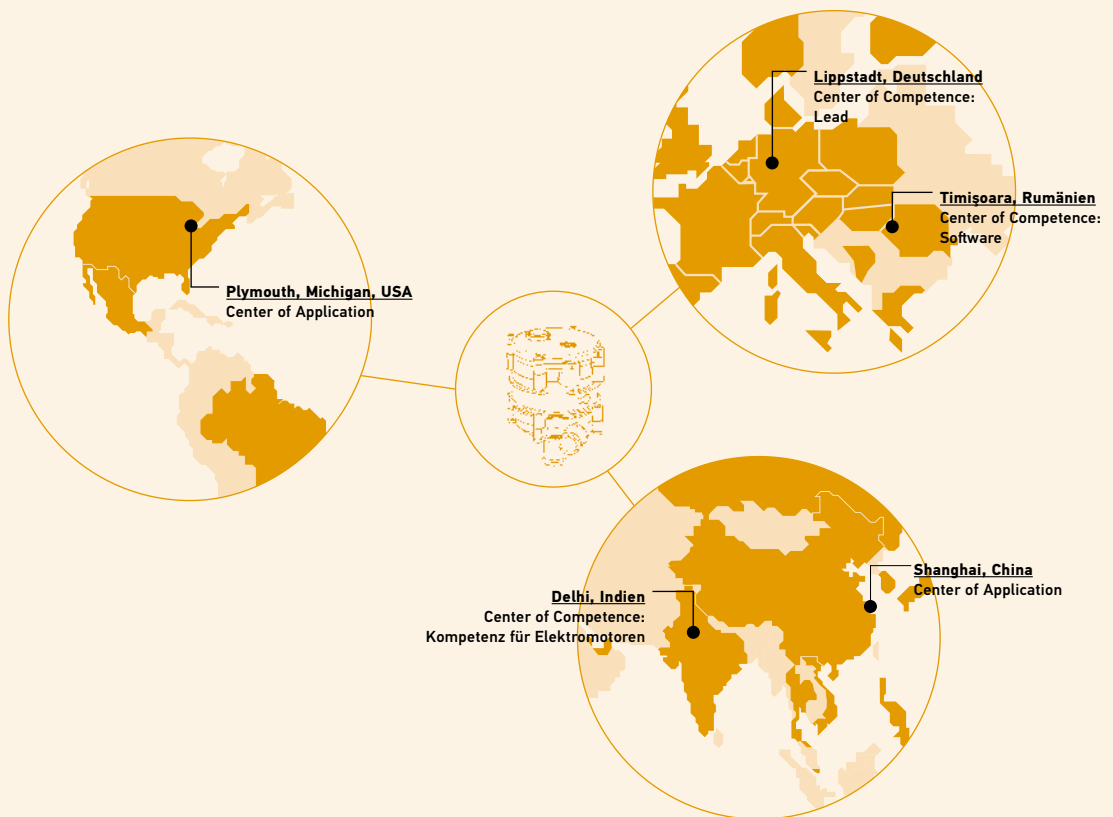 Lippstadt, Deutschland
Center of Competence:
Lead
Timişoara, Rumänien
Center of Competence:
Software
Plymouth, Michigan, USA
Center of Application
Shanghai, China
Center of Application
Delhi, Indien
Center of Competence:
Kompetenz für Elektromotoren